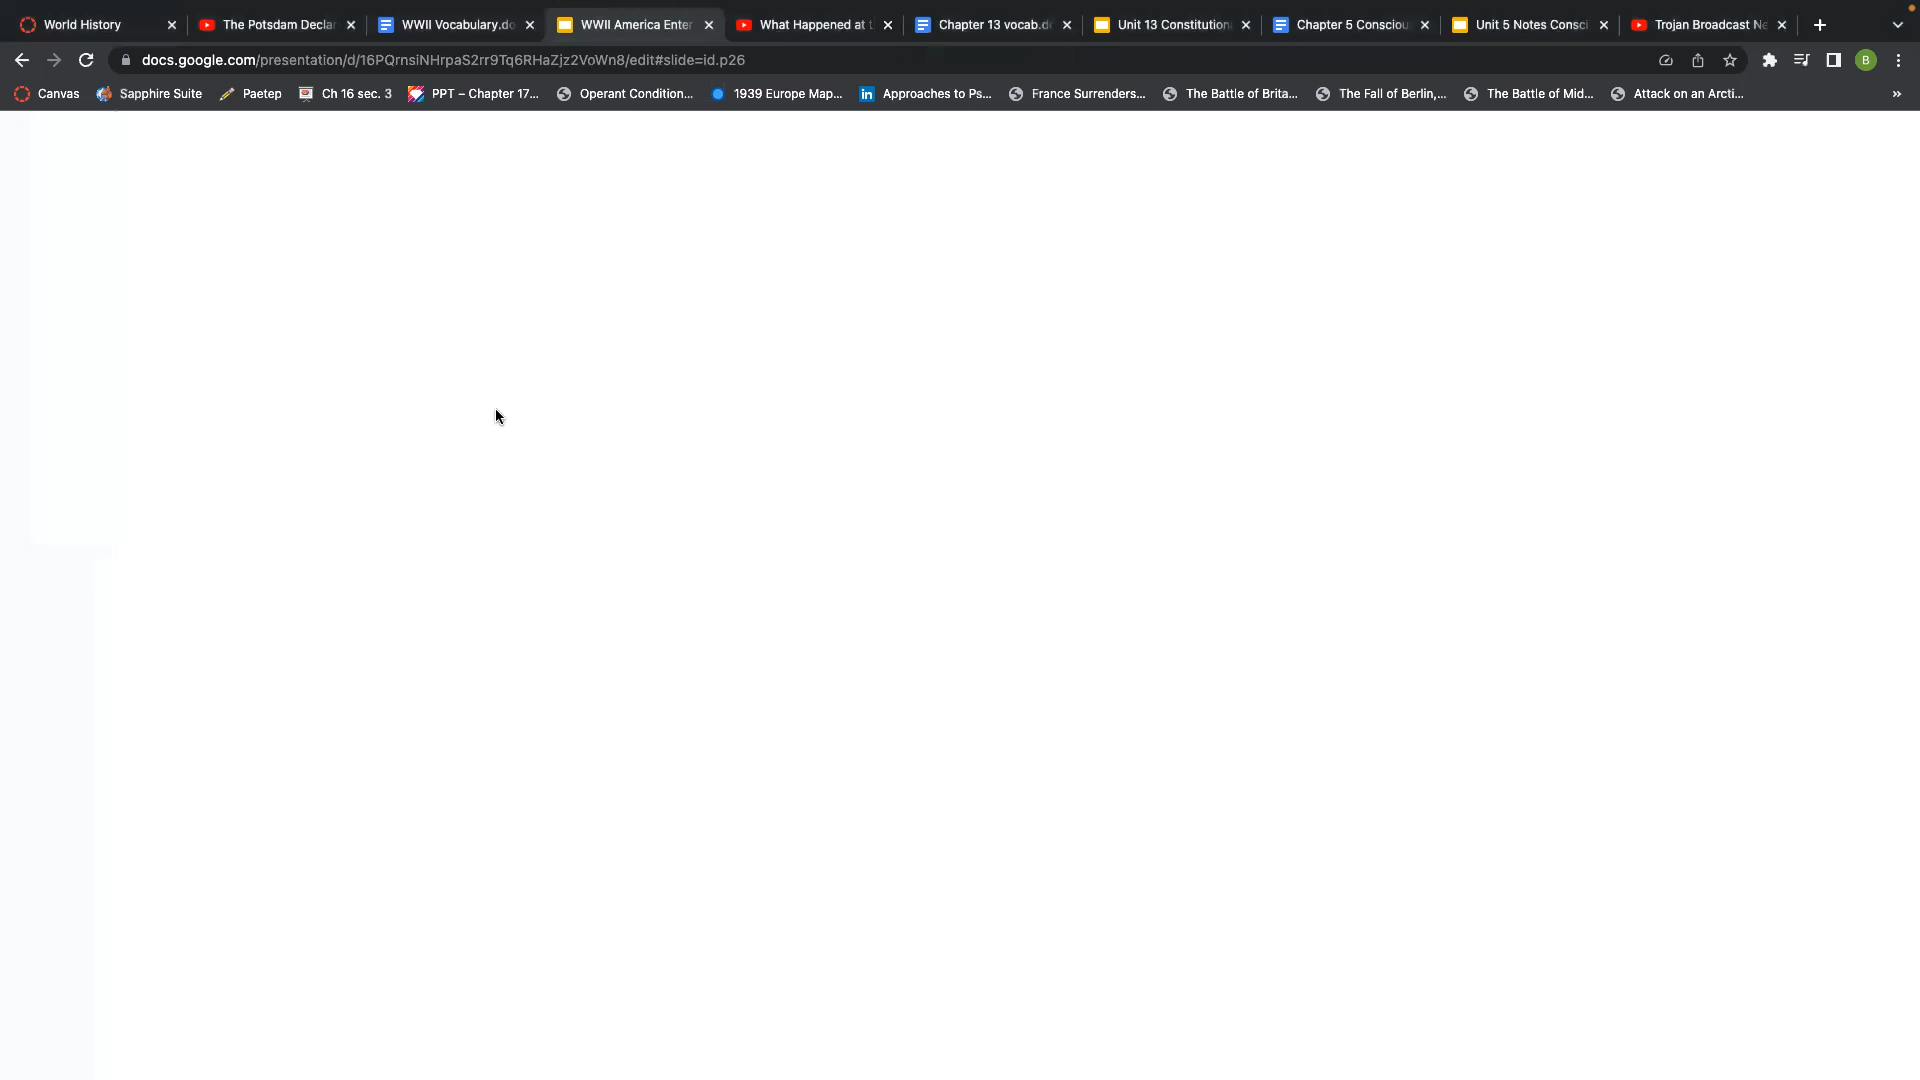 World History
The Potsdam Declar
WWII Vocabulary.do
WWII America Enter
What Happened at t
Chapter 13 vocab.d
Unit 13 Constitution
Chapter 5 Consciou
Unit 5 Notes Consci
Trojan Broadcast Ne
docs.google.com/presentation/d/16PQrnsiNHrpaS2rr9Tq6RHaZjz2VoWn8/edit#slide=id.p26
B
Canvas
Sapphire Suite
Paetep
Ch 16 sec. 3
PPT – Chapter 17...
Operant Condition...
1939 Europe Map...
in
Approaches to Ps...
France Surrenders...
The Battle of Brita...
The Fall of Berlin,...
The Battle of Mid...
Attack on an Arcti...
»